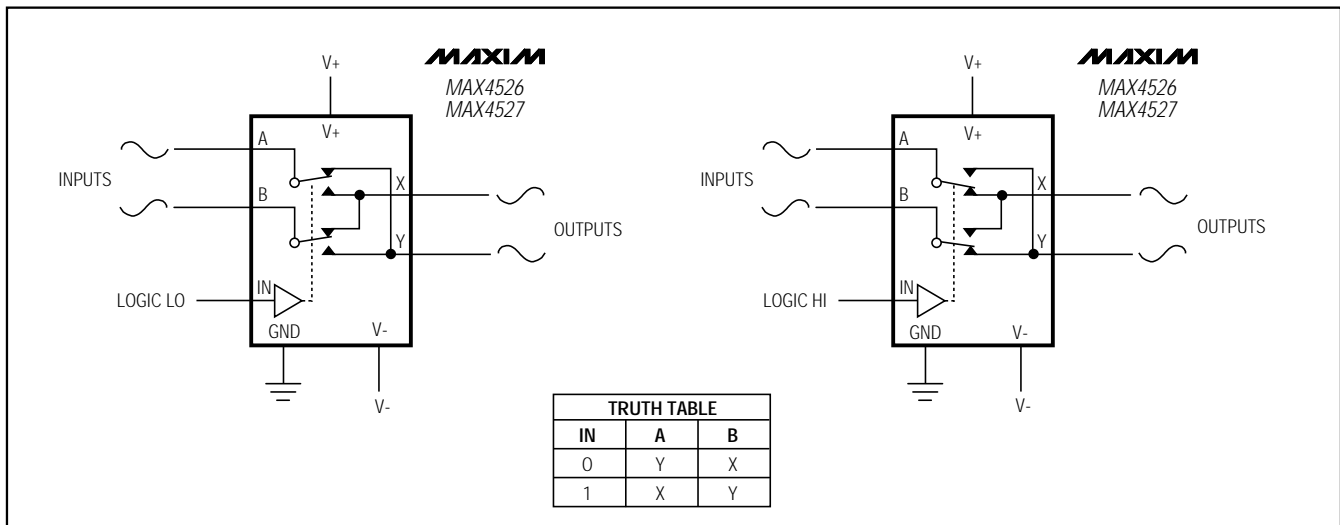 V+
MAXIM
MAX4526
MAX4527
V+
A
INPUTS
B
X
Y
OUTPUTS
LOGIC LO
IN
GND
V-
V-
V+
MAXIM
MAX4526
MAX4527
V+
A
INPUTS
B
X
Y
OUTPUTS
LOGIC HI
IN
GND
V-
V-
TRUTH TABLE
IN A B
0 Y X
1 X Y